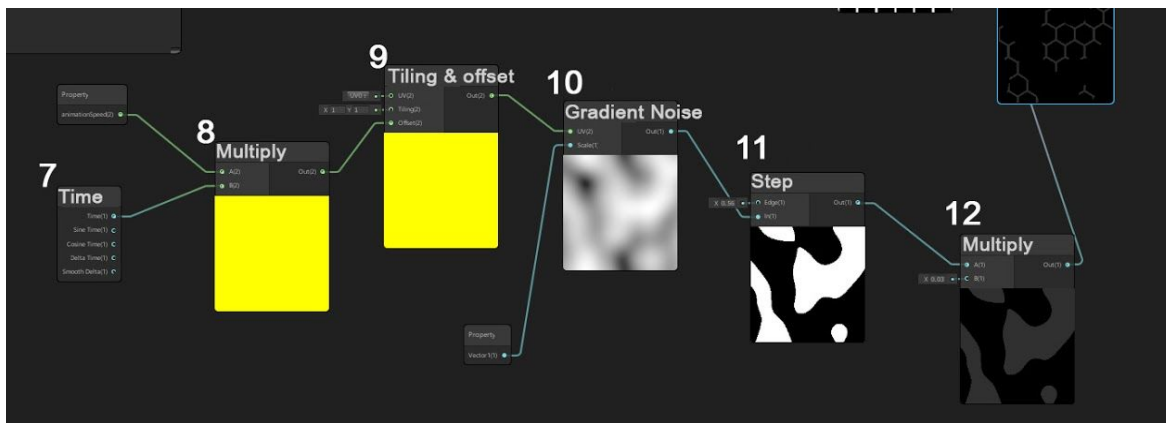 9
Tiling & offset
UV(2)
Out(2)
X 1 Y 1
Tiling(2)
Offset(2)
10
Gradient Noise
UV(2)
Out(1)
Scale(1)
Property
animationSpeed(2)
8
Multiply
A(2)
Out(2)
B(2)
7
Time
Time(1)
Sine Time(1)
Cosine Time(1)
Delta Time(1)
Smooth Delta(1)
11
Step
X 0.56
Edge(1)
Out(1)
In(1)
12
Multiply
A(1)
Out(1)
X 0.03
B(1)
Property
Vector1(1)